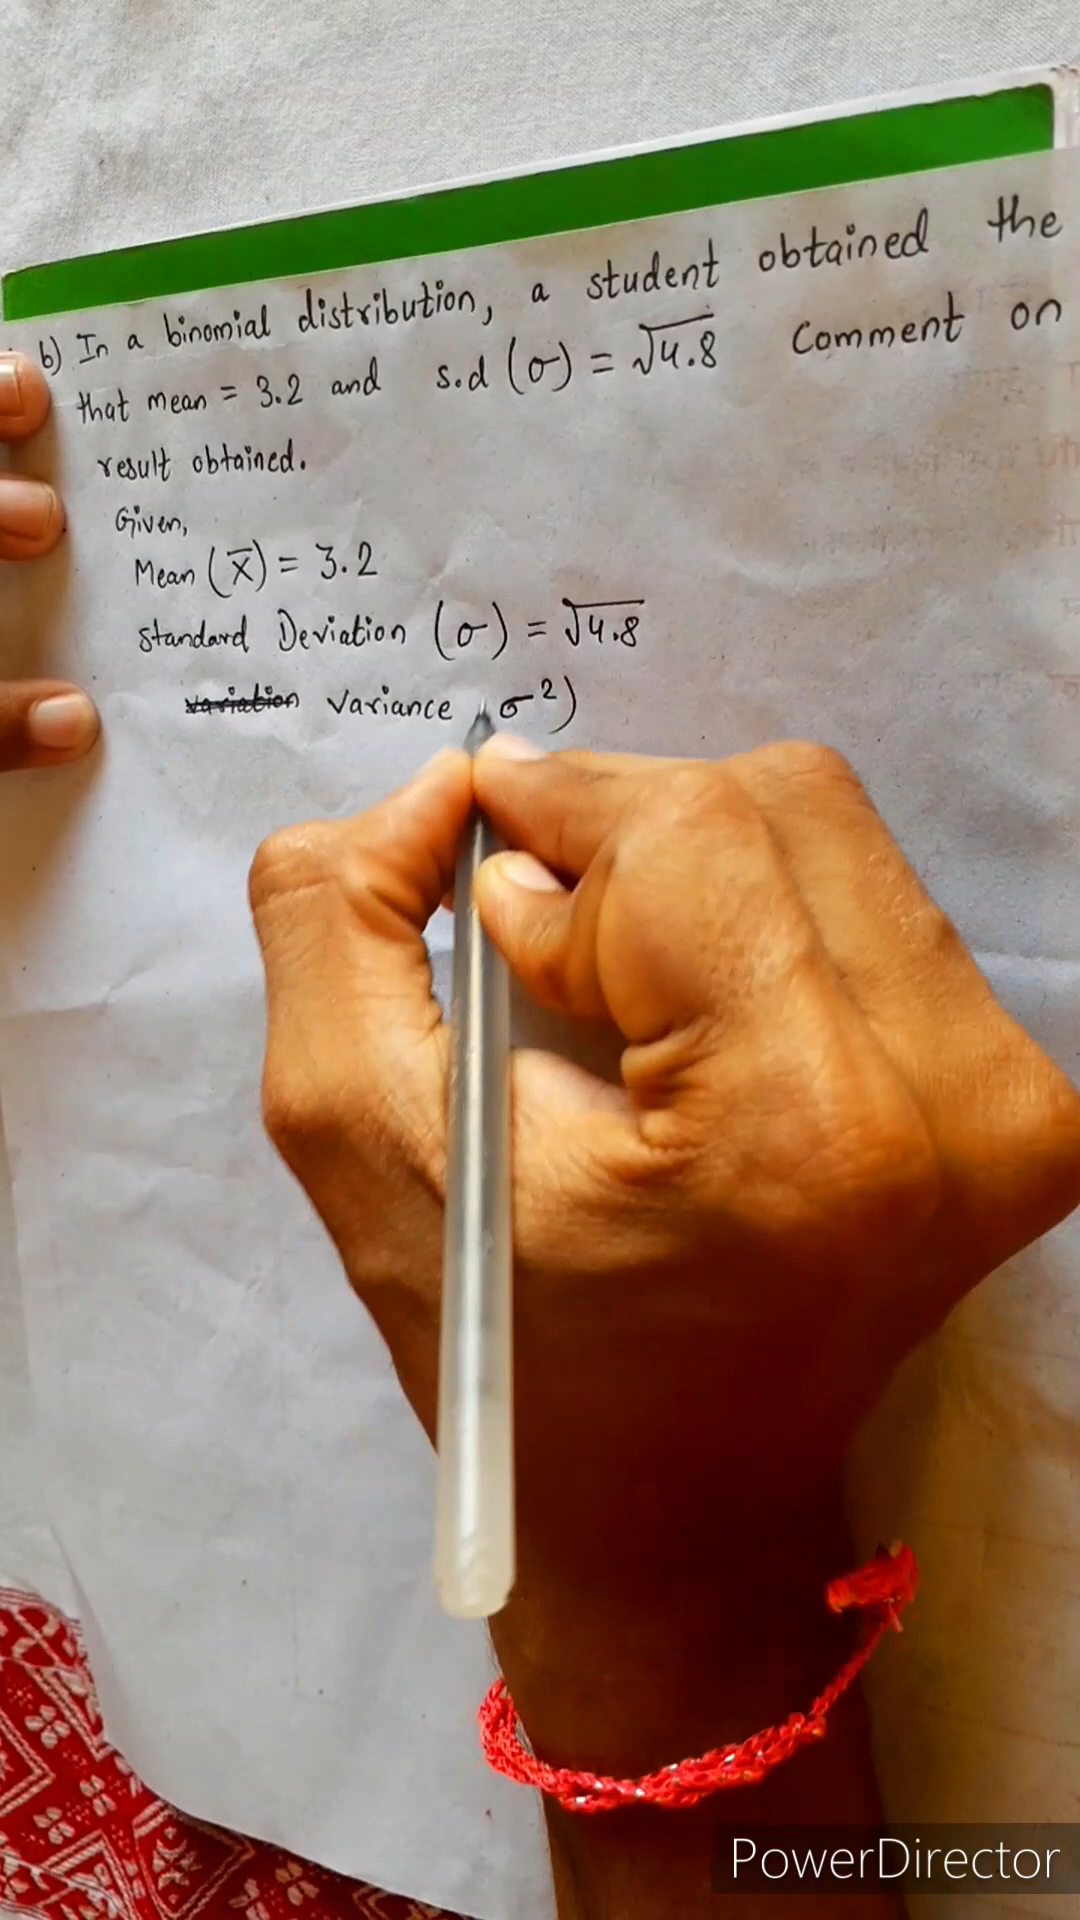 b) In a binomial distribution, a student obtained the
that mean = 3.2 and s.d (σ) = √4.8 Comment on
result obtained.
Given,
Mean (x̄) = 3.2
Standard Deviation (σ) = √4.8
variation variance σ²)
PowerDirector